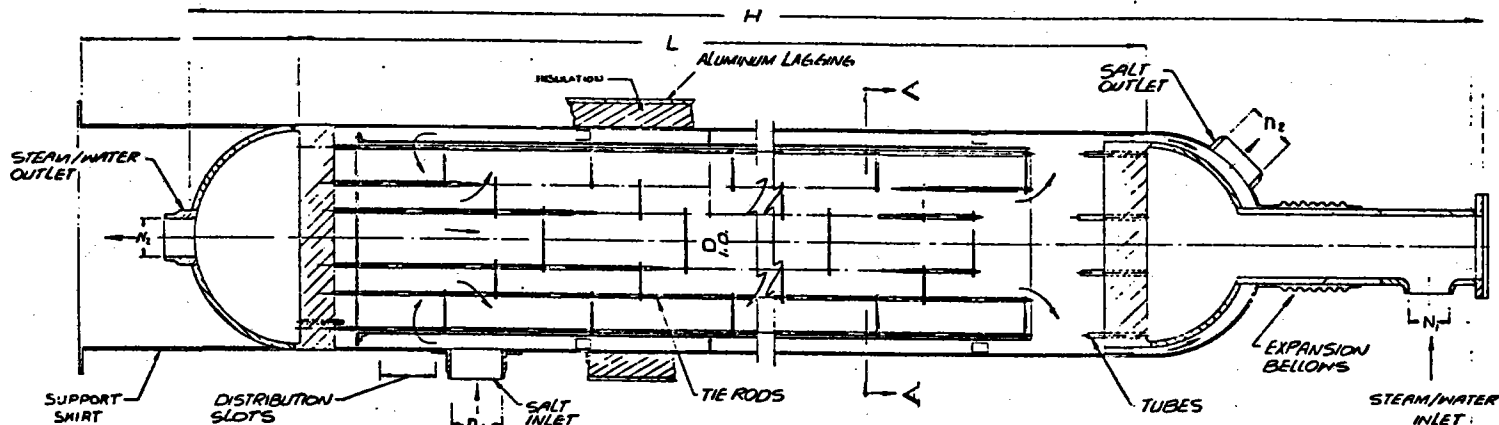 H
L
ALUMINUM LAGGING
INSULATION
A
SALT
OUTLET
n2
STEAM/WATER
OUTLET
N2
D
I.D.
N1
SUPPORT
SKIRT
DISTRIBUTION
SLOTS
SALT
INLET
TIE RODS
A
TUBES
EXPANSION
BELLOWS
STEAM/WATER
INLET